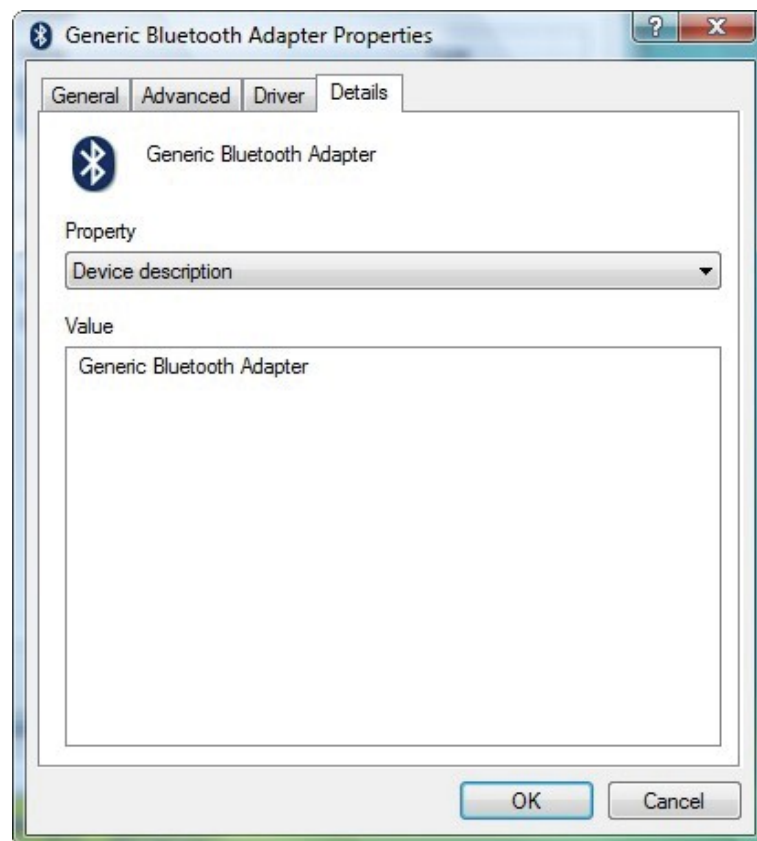 Generic Bluetooth Adapter Properties
? X
General Advanced Driver Details
Generic Bluetooth Adapter
Property
Device description
Value
Generic Bluetooth Adapter
OK Cancel